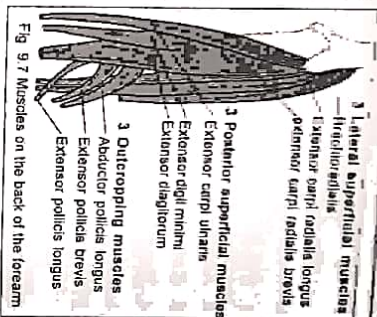 3 Lateral superficial muscles
Brachioradialis
Extensor carpi radialis longus
extensor carpi radialis brevis
3 Posterior superficial muscles
Extensor carpi ulnaris
Extensor digit minimi
Extensor diagitorum
3 Outcropping muscles
Abductor pollicis longus
Extensor pollicis brevis
Extensor pollicis longus
Fig 9.7 Muscles on the back of the forearm